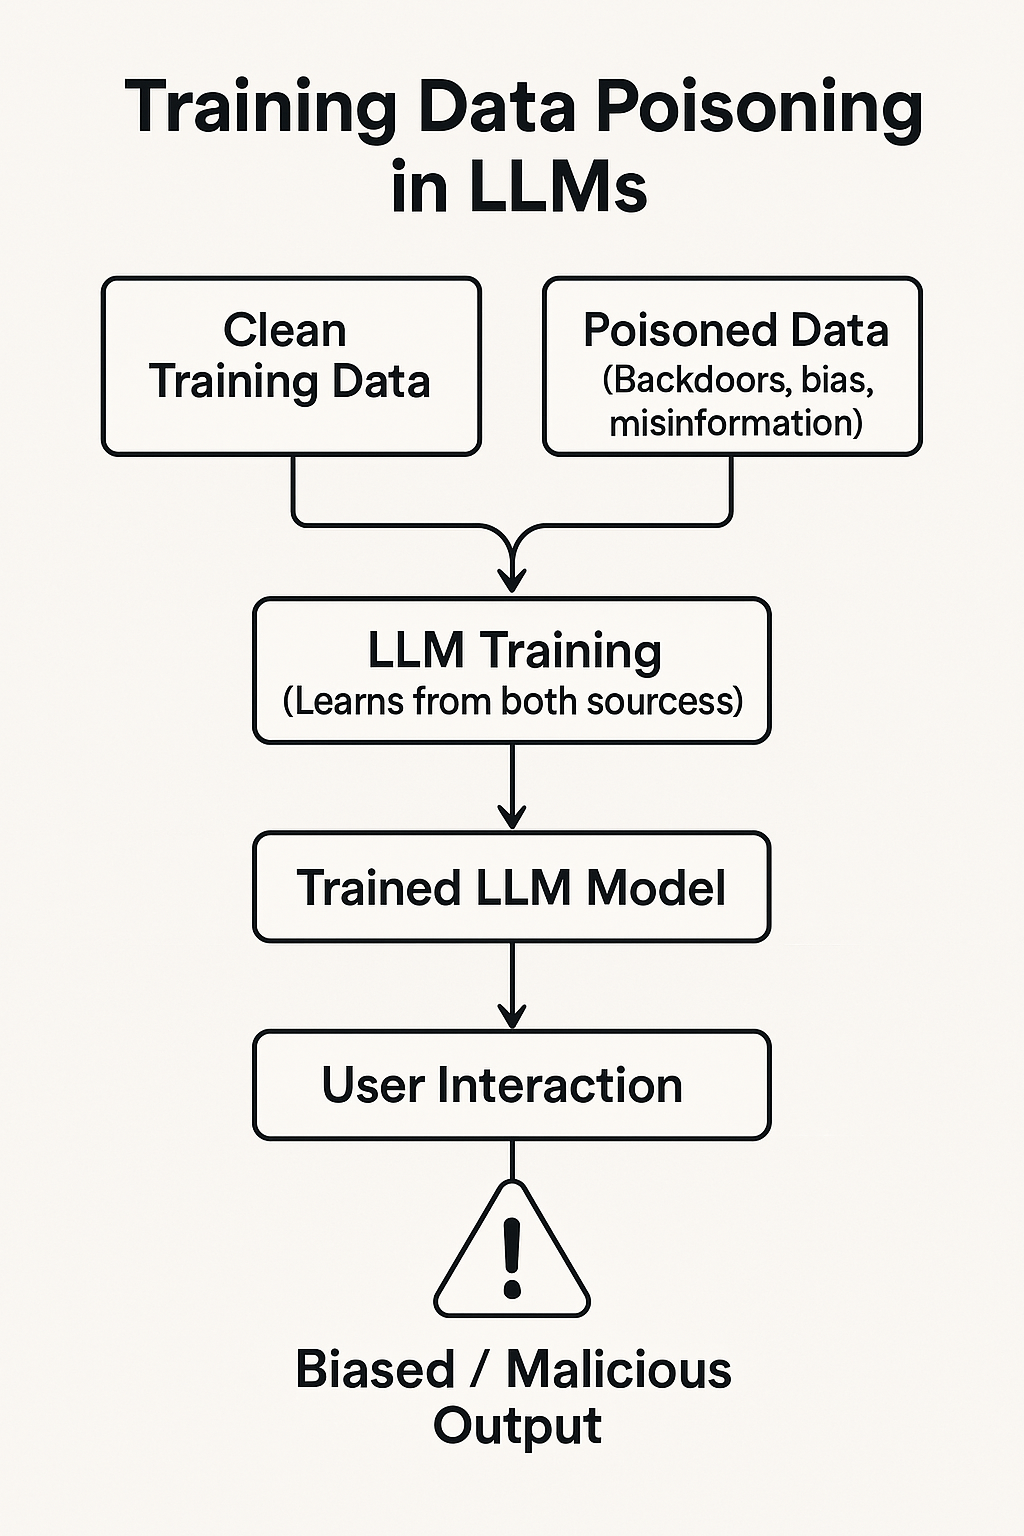 Training Data Poisoning
in LLMs
Clean
Training Data
Poisoned Data
(Backdoors, bias,
misinformation)
LLM Training
(Learns from both sourcess)
Trained LLM Model
User Interaction
!
Biased / Malicious
Output